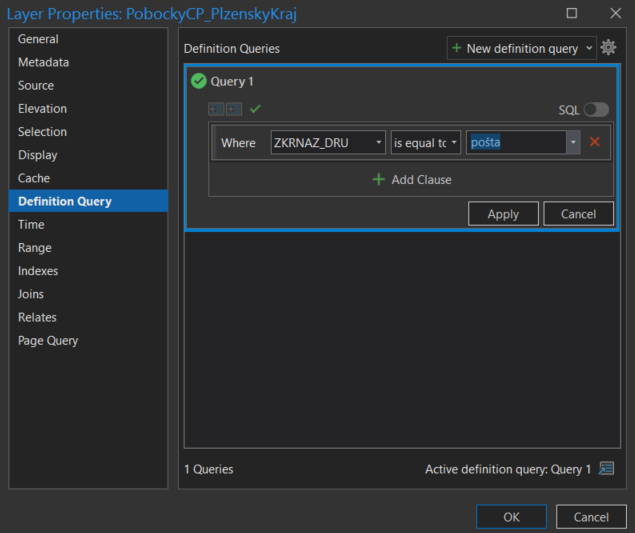 Layer Properties: PobockyCP_PlzenskyKraj
General
Metadata
Source
Elevation
Selection
Display
Cache
Definition Query
Time
Range
Indexes
Joins
Relates
Page Query
Definition Queries
New definition query
Query 1
SQL
Where ZKRNAZ_DRU is equal to pošta
Add Clause
Apply Cancel
1 Queries
Active definition query: Query 1
OK Cancel